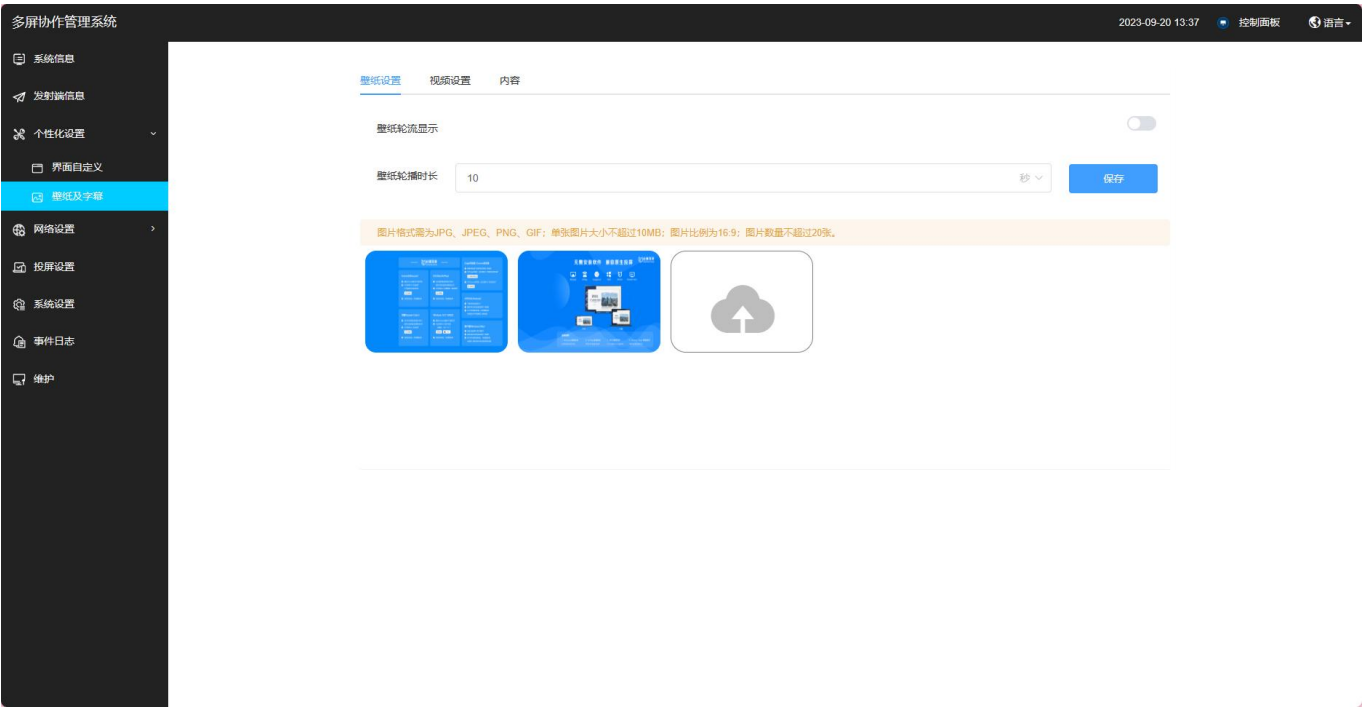 多屏协作管理系统
2023-09-20 13:37 控制面板 语言
系统信息
发射端信息
个性化设置
界面自定义
壁纸及字幕
网络设置
投屏设置
系统设置
事件日志
维护
壁纸设置 视频设置 内容
壁纸轮流显示
壁纸轮播时长 10 秒 保存
图片格式需为JPG、JPEG、PNG、GIF；单张图片大小不超过10MB；图片比例为16:9；图片数量不超过20张。